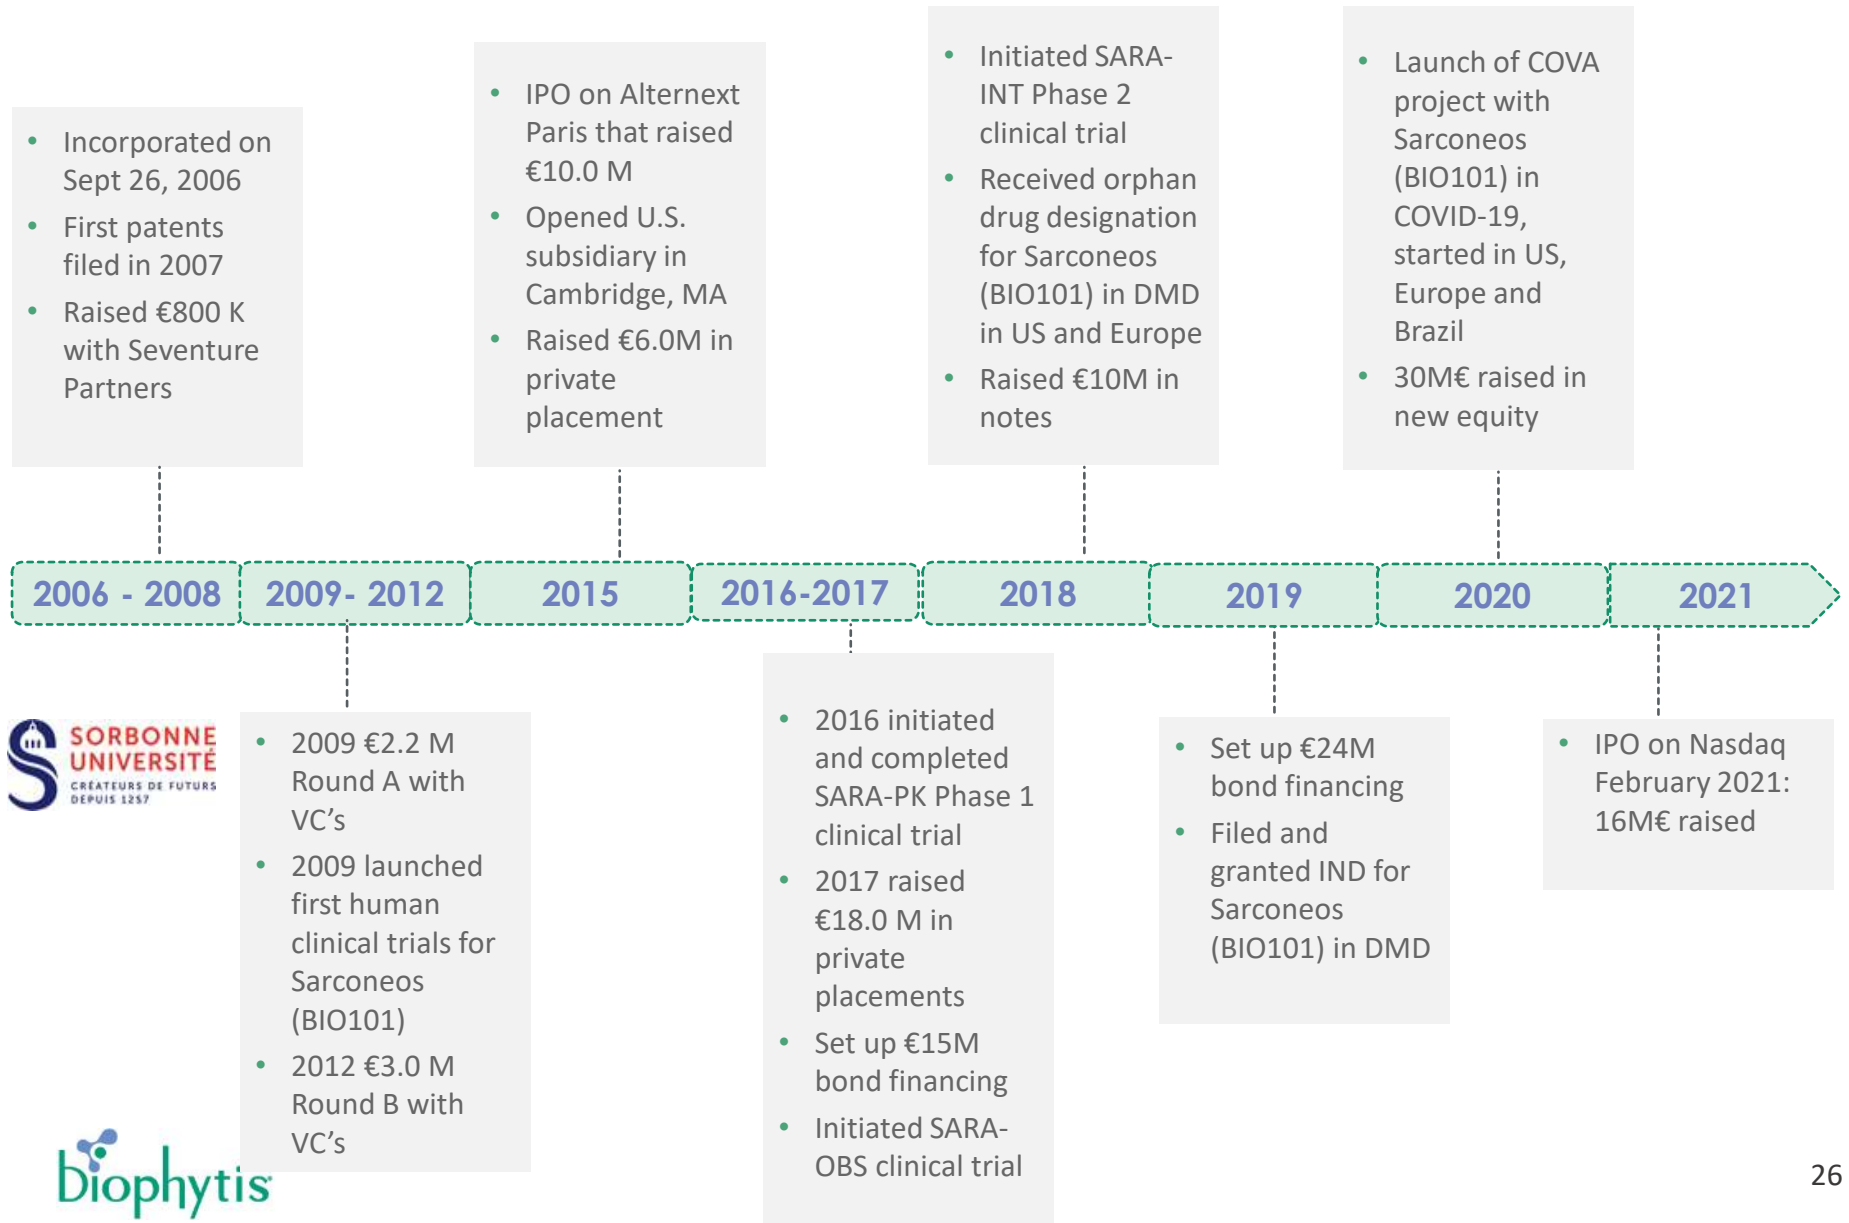 • Incorporated on
Sept 26, 2006
• First patents
filed in 2007
• Raised €800 K
with Seventure
Partners
• IPO on Alternext
Paris that raised
€10.0 M
• Opened U.S.
subsidiary in
Cambridge, MA
• Raised €6.0M in
private
placement
• Initiated SARA-
INT Phase 2
clinical trial
• Received orphan
drug designation
for Sarconeos
(BIO101) in DMD
in US and Europe
• Raised €10M in
notes
• Launch of COVA
project with
Sarconeos
(BIO101) in
COVID-19,
started in US,
Europe and
Brazil
• 30M€ raised in
new equity
2006 - 2008
2009- 2012
2015
2016-2017
2018
2019
2020
2021
SORBONNE
UNIVERSITÉ
CRÉATEURS DE FUTURS
DEPUIS 1257
• 2009 €2.2 M
Round A with
VC’s
• 2009 launched
first human
clinical trials for
Sarconeos
(BIO101)
• 2012 €3.0 M
Round B with
VC’s
• 2016 initiated
and completed
SARA-PK Phase 1
clinical trial
• 2017 raised
€18.0 M in
private
placements
• Set up €15M
bond financing
• Initiated SARA-
OBS clinical trial
• Set up €24M
bond financing
• Filed and
granted IND for
Sarconeos
(BIO101) in DMD
• IPO on Nasdaq
February 2021:
16M€ raised
biophytis
26